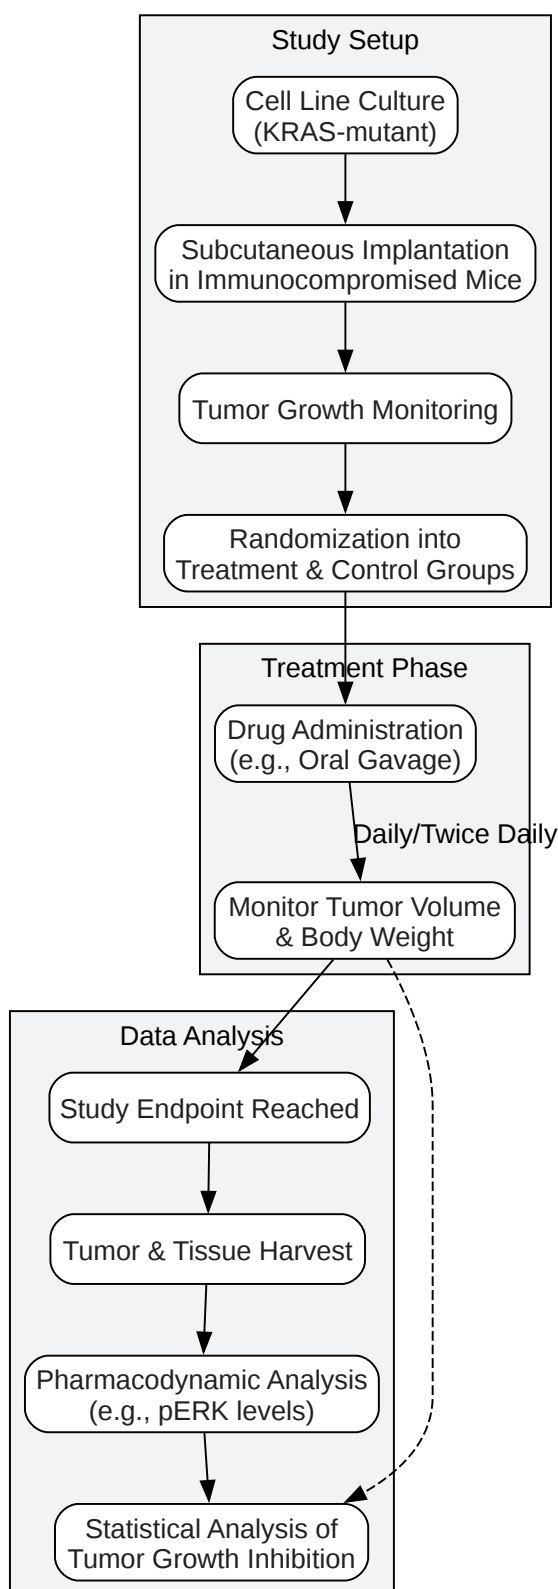 Study Setup
Cell Line Culture
(KRAS-mutant)
Subcutaneous Implantation
in Immunocompromised Mice
Tumor Growth Monitoring
Randomization into
Treatment & Control Groups
Treatment Phase
Drug Administration
(e.g., Oral Gavage)
Daily/Twice Daily
Monitor Tumor Volume
& Body Weight
Data Analysis
Study Endpoint Reached
Tumor & Tissue Harvest
Pharmacodynamic Analysis
(e.g., pERK levels)
Statistical Analysis of
Tumor Growth Inhibition